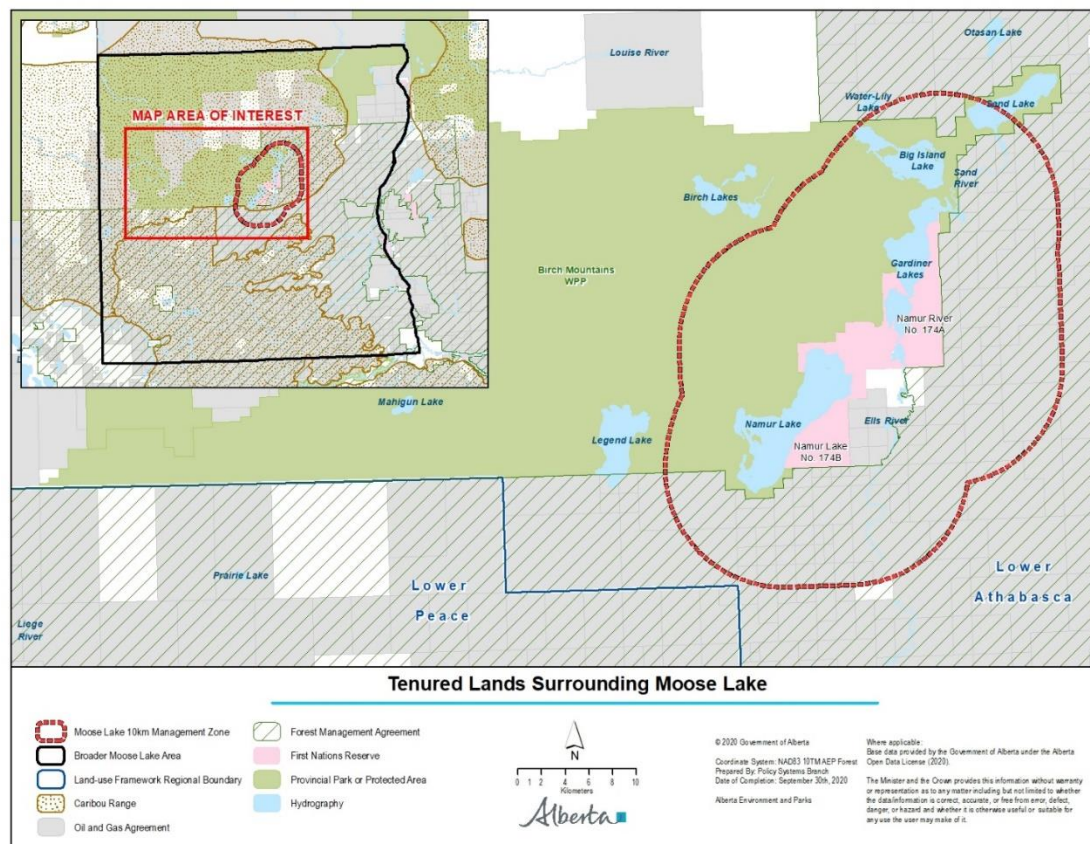 MAP AREA OF INTEREST
Louise River
Otasan Lake
Water-Lily
Lake
Sand Lake
Big Island
Lake
Sand
River
Birch Lakes
Birch Mountains
WPP
Gardiner
Lakes
Namur River
No. 174A
Mahigun Lake
Legend Lake
Namur Lake
Ells River
Namur Lake
No. 174B
Prairie Lake
Liege
River
Lower
Peace
Lower
Athabasca
Tenured Lands Surrounding Moose Lake
Moose Lake 10km Management Zone
Broader Moose Lake Area
Land-use Framework Regional Boundary
Caribou Range
Oil and Gas Agreement
Forest Management Agreement
First Nations Reserve
Provincial Park or Protected Area
Hydrography
N
0 2 4 6 8 10
Kilometers
Alberta
© 2020 Government of Alberta
Coordinate System: NAD83 10TM AEP Forest
Prepared By: Policy Systems Branch
Date of Completion: September 30th, 2020
Alberta Environment and Parks
Where applicable:
Base data provided by the Government of Alberta under the Alberta
Open Data License (2020).
The Minister and the Crown provides this information without warranty
or representation as to any matter including but not limited to whether
the data/information is correct, accurate, or free from error, defect,
danger, or hazard and whether it is otherwise useful or suitable for
any use the user may make of it.